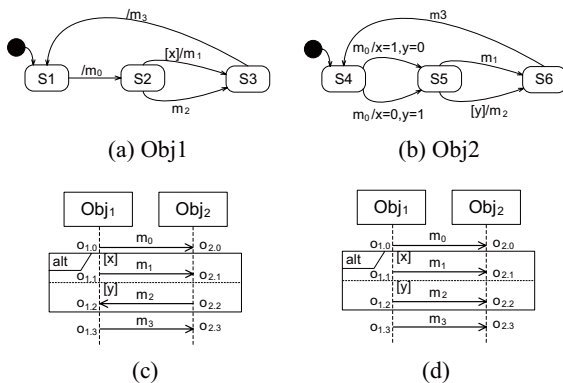 /m3
S1
/m0
S2
[x]/m1
m2
S3
(a) Obj1
m3
S4
m0/x=1,y=0
m0/x=0,y=1
S5
m1
[y]/m2
S6
(b) Obj2
Obj1 Obj2
o1.0 m0 o2.0
alt [x]
o1.1 m1 o2.1
[y]
o1.2 m2 o2.2
o1.3 m3 o2.3
(c)
Obj1 Obj2
o1.0 m0 o2.0
alt [x]
o1.1 m1 o2.1
[y]
o1.2 m2 o2.2
o1.3 m3 o2.3
(d)